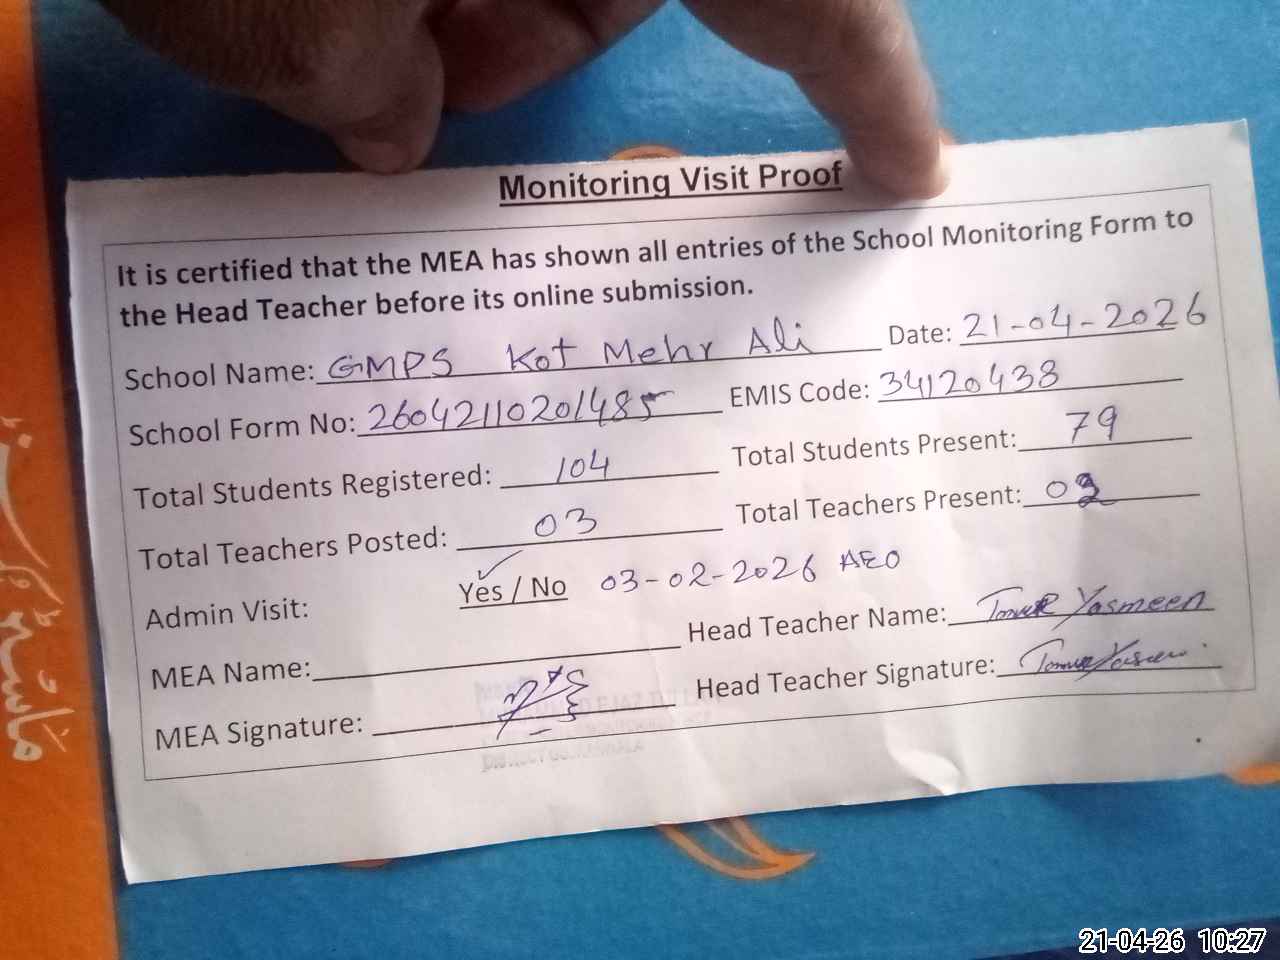 Monitoring Visit Proof
It is certified that the MEA has shown all entries of the School Monitoring Form to
the Head Teacher before its online submission.
School Name: GMPS Kot Mehr Ali Date: 21-04-2026
School Form No: 26042110201485 EMIS Code: 34120438
Total Students Registered: 104 Total Students Present: 79
Total Teachers Posted: 03 Total Teachers Present:
Admin Visit: Yes / No 03-02-2026 AEO
MEA Name: Head Teacher Name: Yasmeen
MEA Signature: Head Teacher Signature:
21-04-26 10:27